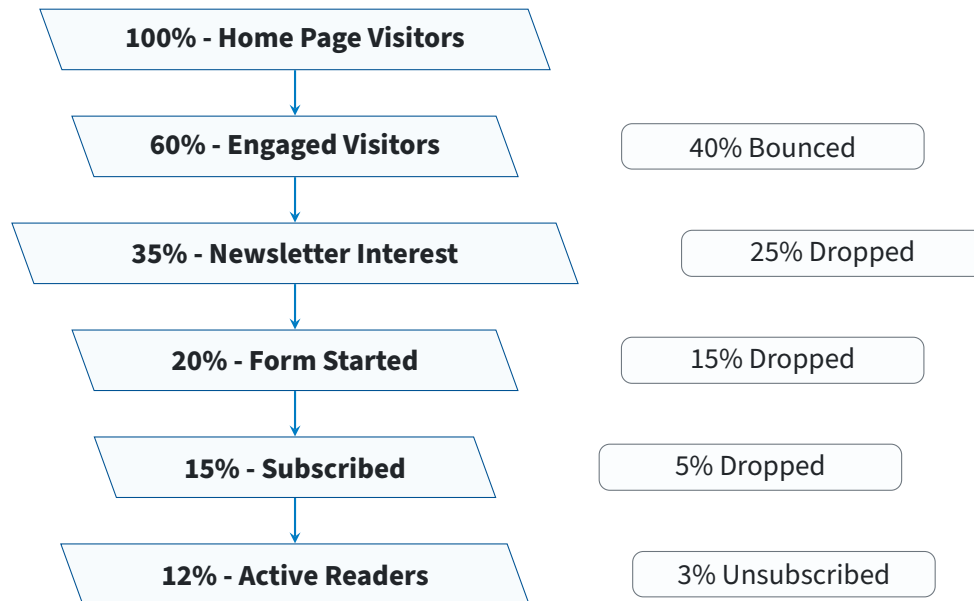 100% - Home Page Visitors
60% - Engaged Visitors
40% Bounced
35% - Newsletter Interest
25% Dropped
20% - Form Started
15% Dropped
15% - Subscribed
5% Dropped
12% - Active Readers
3% Unsubscribed